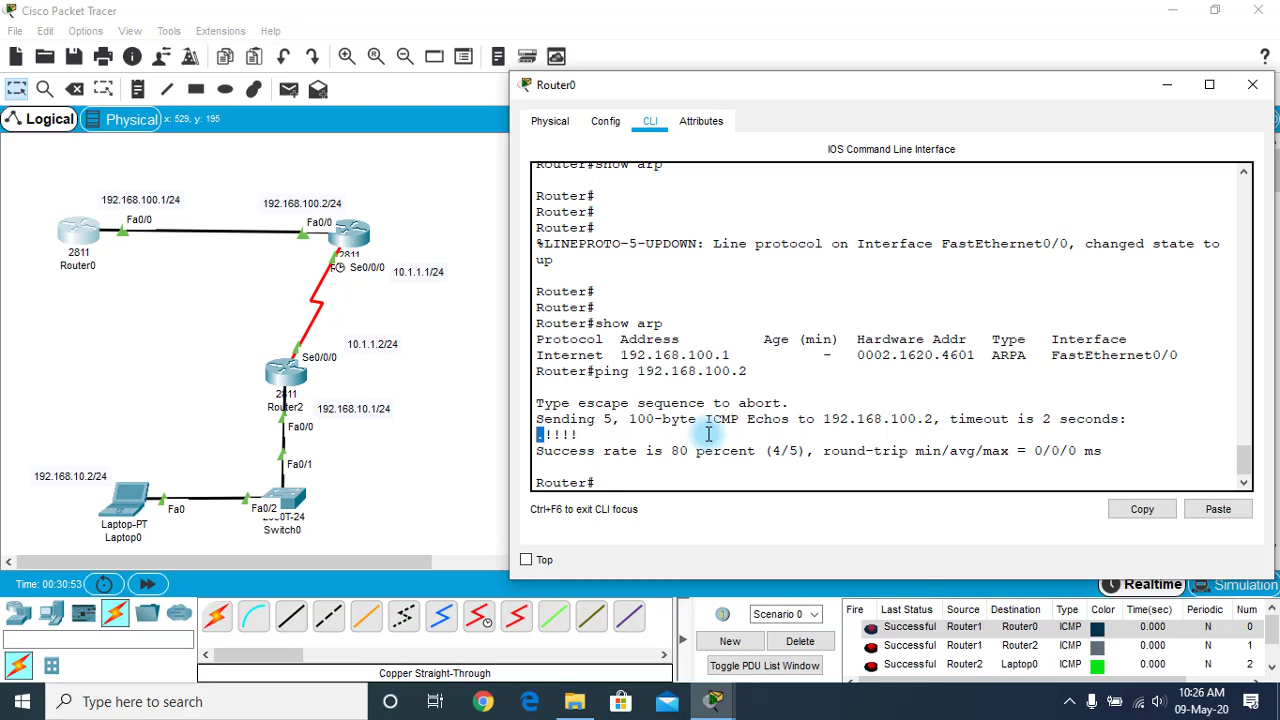 Cisco Packet Tracer
File Edit Options View Tools Extensions Help
Logical Physical x: 529, y: 195
192.168.100.1/24
192.168.100.2/24
Fa0/0
Fa0/0
2811
Router0
2811
Se0/0/0
10.1.1.1/24
10.1.1.2/24
Se0/0/0
2811
Router2
192.168.10.1/24
Fa0/0
Fa0/1
192.168.10.2/24
Fa0
Fa0/2
Laptop-PT
Laptop0
Switch0
Router0
Physical Config CLI Attributes
IOS Command Line Interface
Router#show arp
Router#
Router#
Router#
%LINEPROTO-5-UPDOWN: Line protocol on Interface FastEthernet0/0, changed state to
up
Router#
Router#
Router#show arp
Protocol Address Age (min) Hardware Addr Type Interface
Internet 192.168.100.1 - 0002.1620.4601 ARPA FastEthernet0/0
Router#ping 192.168.100.2
Type escape sequence to abort.
Sending 5, 100-byte ICMP Echos to 192.168.100.2, timeout is 2 seconds:
.!!!!
Success rate is 80 percent (4/5), round-trip min/avg/max = 0/0/0 ms
Router#
Ctrl+F6 to exit CLI focus
Copy Paste
Top
Time: 00:30:53
Realtime Simulation
Scenario 0
New Delete
Toggle PDU List Window
Fire Last Status Source Destination Type Color Time(sec) Periodic Num
Successful Router1 Router0 ICMP 0.000 N 0
Successful Router1 Router2 ICMP 0.000 N 1
Successful Router2 Laptop0 ICMP 0.000 N 2
Copper Straight-Through
Type here to search
10:26 AM
09-May-20